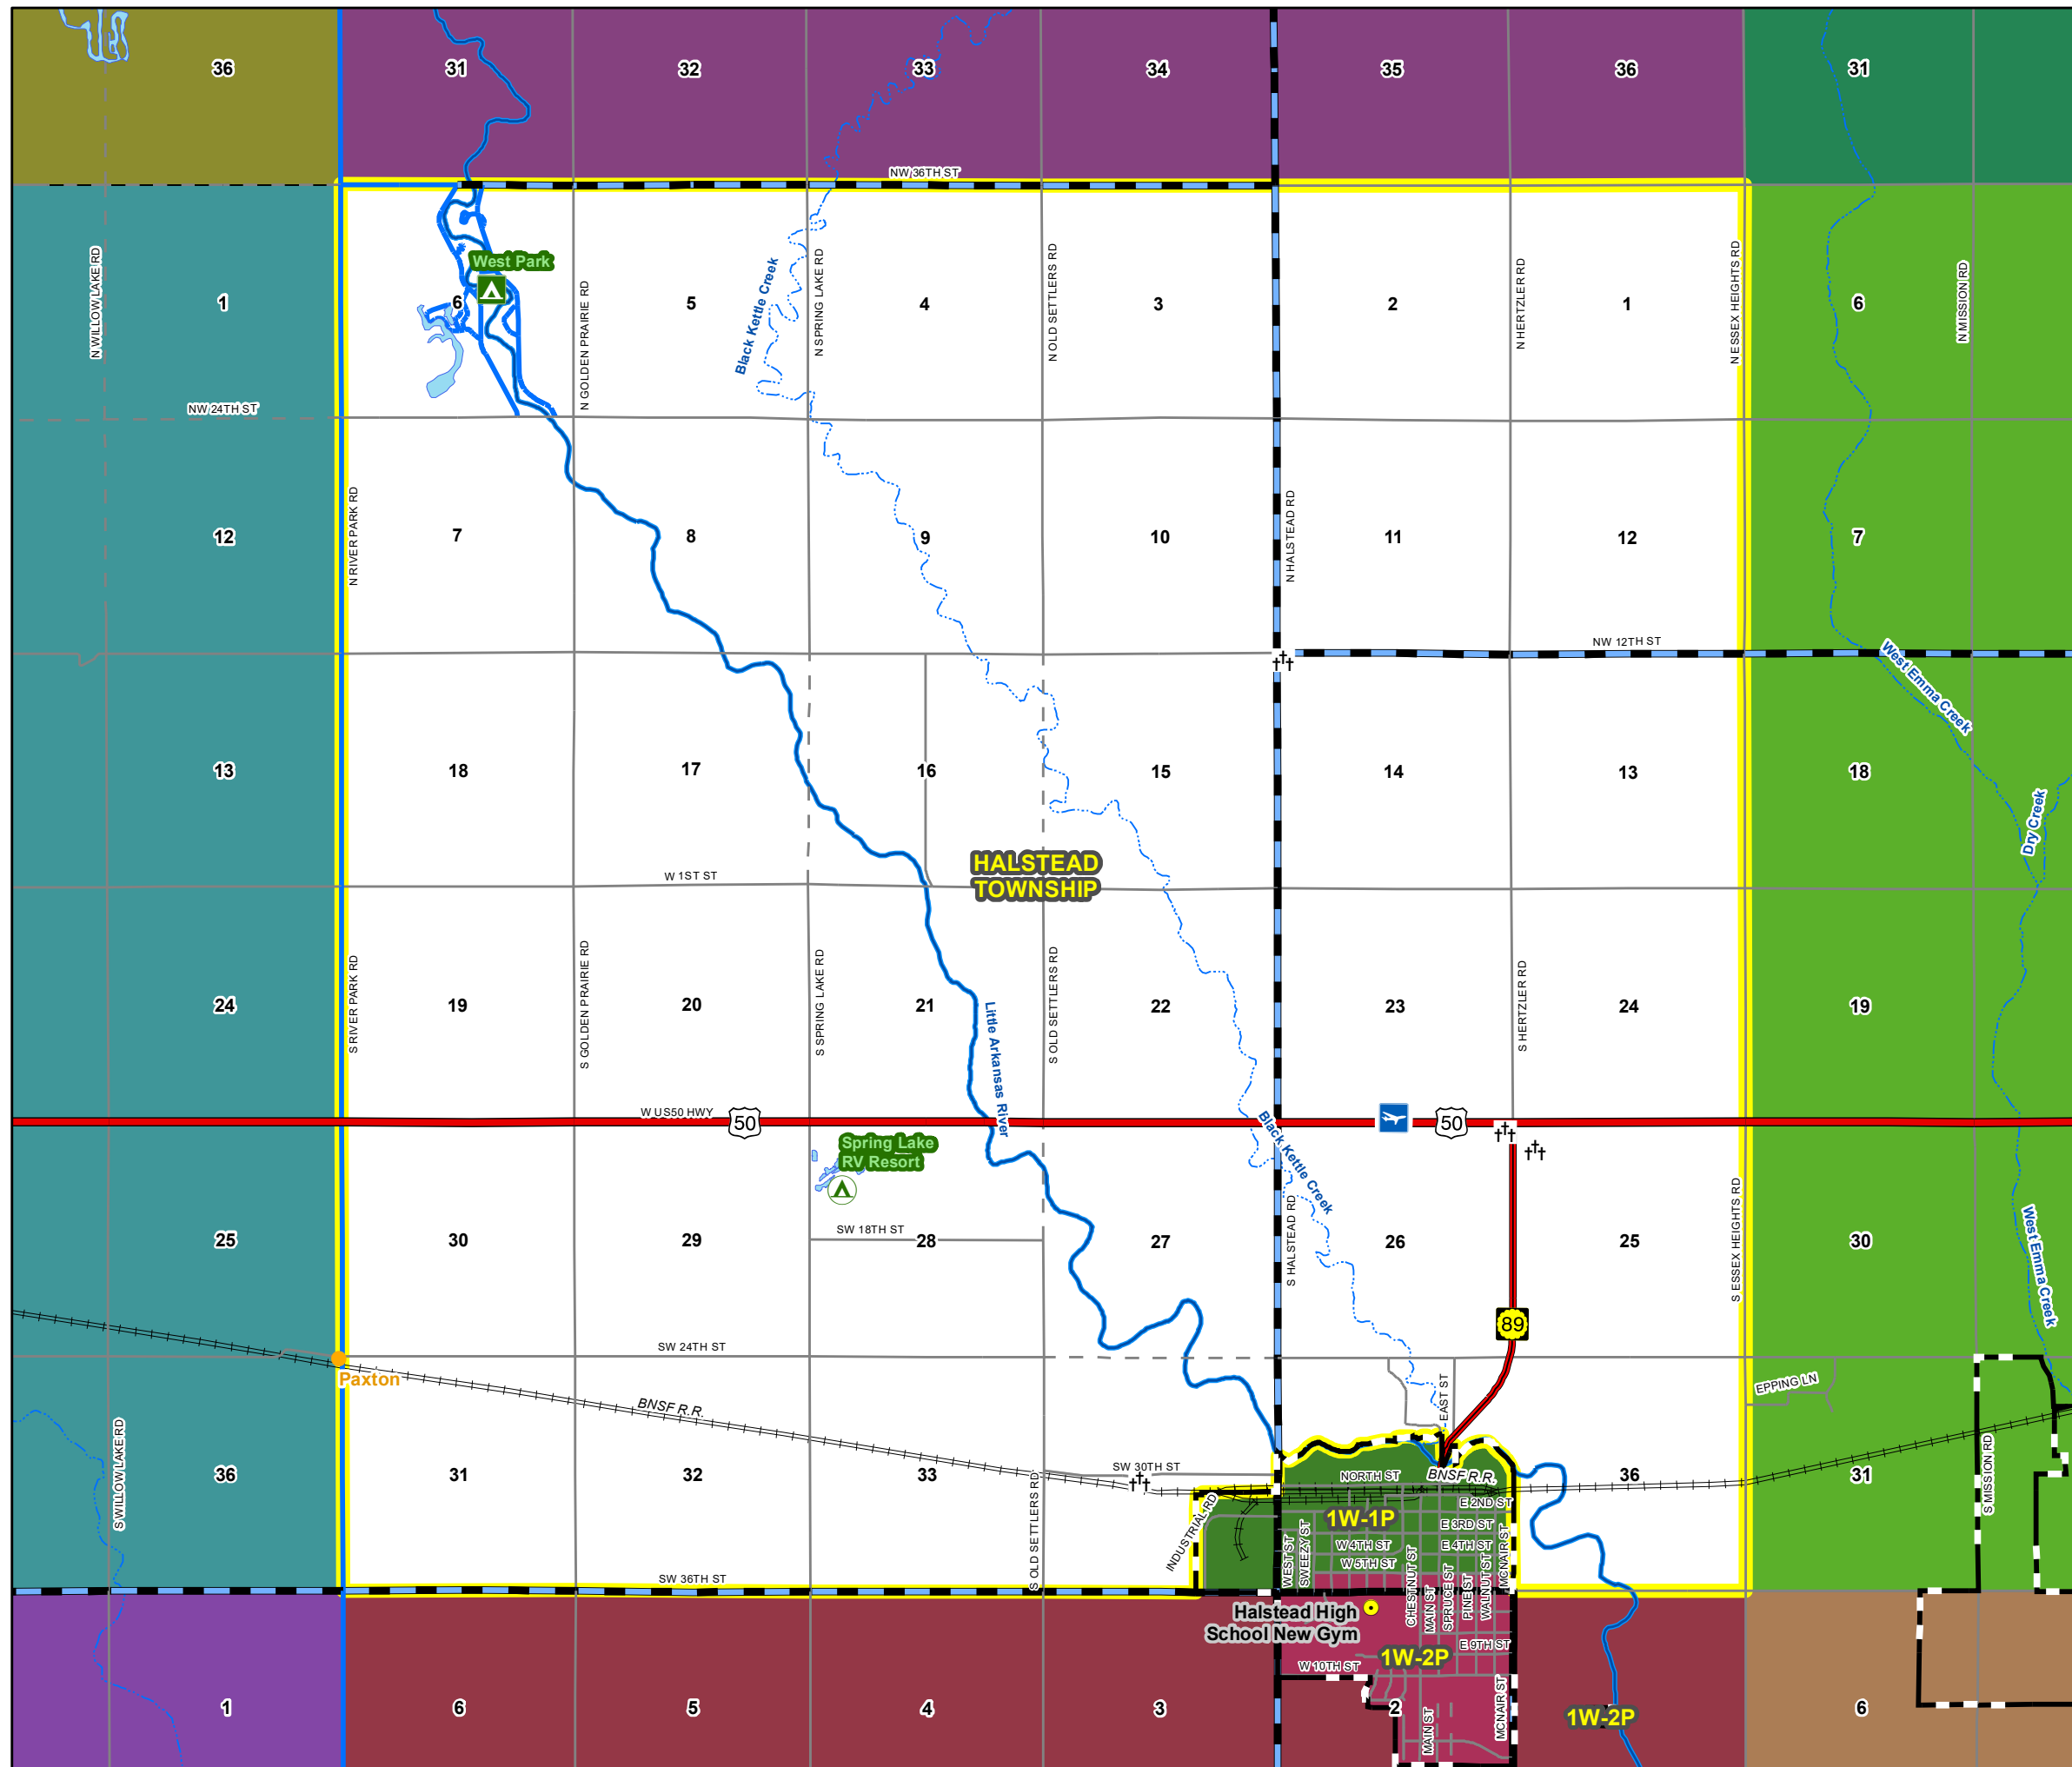 36
31
32
33
34
35
36
31
NW 36TH ST
West Park
N WILLOW LAKE RD
Black Kettle Creek
N SPRING LAKE RD
N OLD SETTLERS RD
N HERTZLER RD
N ESSEX HEIGHTS RD
N MISSION RD
N GOLDEN PRAIRIE RD
1
6
5
4
3
2
1
6
NW 24TH ST
N RIVER PARK RD
N HALSTEAD RD
12
7
8
9
10
11
12
7
NW 12TH ST
West Emma Creek
13
18
17
16
15
14
13
18
Dry Creek
HALSTEAD
TOWNSHIP
W 1ST ST
S RIVER PARK RD
S GOLDEN PRAIRIE RD
S SPRING LAKE RD
S OLD SETTLERS RD
S HERTZLER RD
24
19
20
21
22
23
24
19
Little Arkansas River
W US50 HWY
50
50
Spring Lake
RV Resort
Black Kettle Creek
S HALSTEAD RD
S ESSEX HEIGHTS RD
West Emma Creek
SW 18TH ST
25
30
29
28
27
26
25
30
89
SW 24TH ST
Paxton
BNSF R.R.
EAST ST
EPPING LN
S WILLOW LAKE RD
S MISSION RD
36
31
32
33
SW 30TH ST
NORTH ST
BNSF R.R.
36
31
S OLD SETTLERS RD
INDUSTRIAL RD
1W-1P
E 2ND ST
E 3RD ST
W 4TH ST
E 4TH ST
W 5TH ST
WEST ST
SWEEZY ST
MCNAIR ST
SW 36TH ST
CHESTNUT ST
MAIN ST
SPRUCE ST
PINE ST
WALNUT ST
Halstead High
School New Gym
E 9TH ST
1W-2P
W 10TH ST
MAIN ST
MCNAIR ST
1
6
5
4
3
2
1W-2P
6